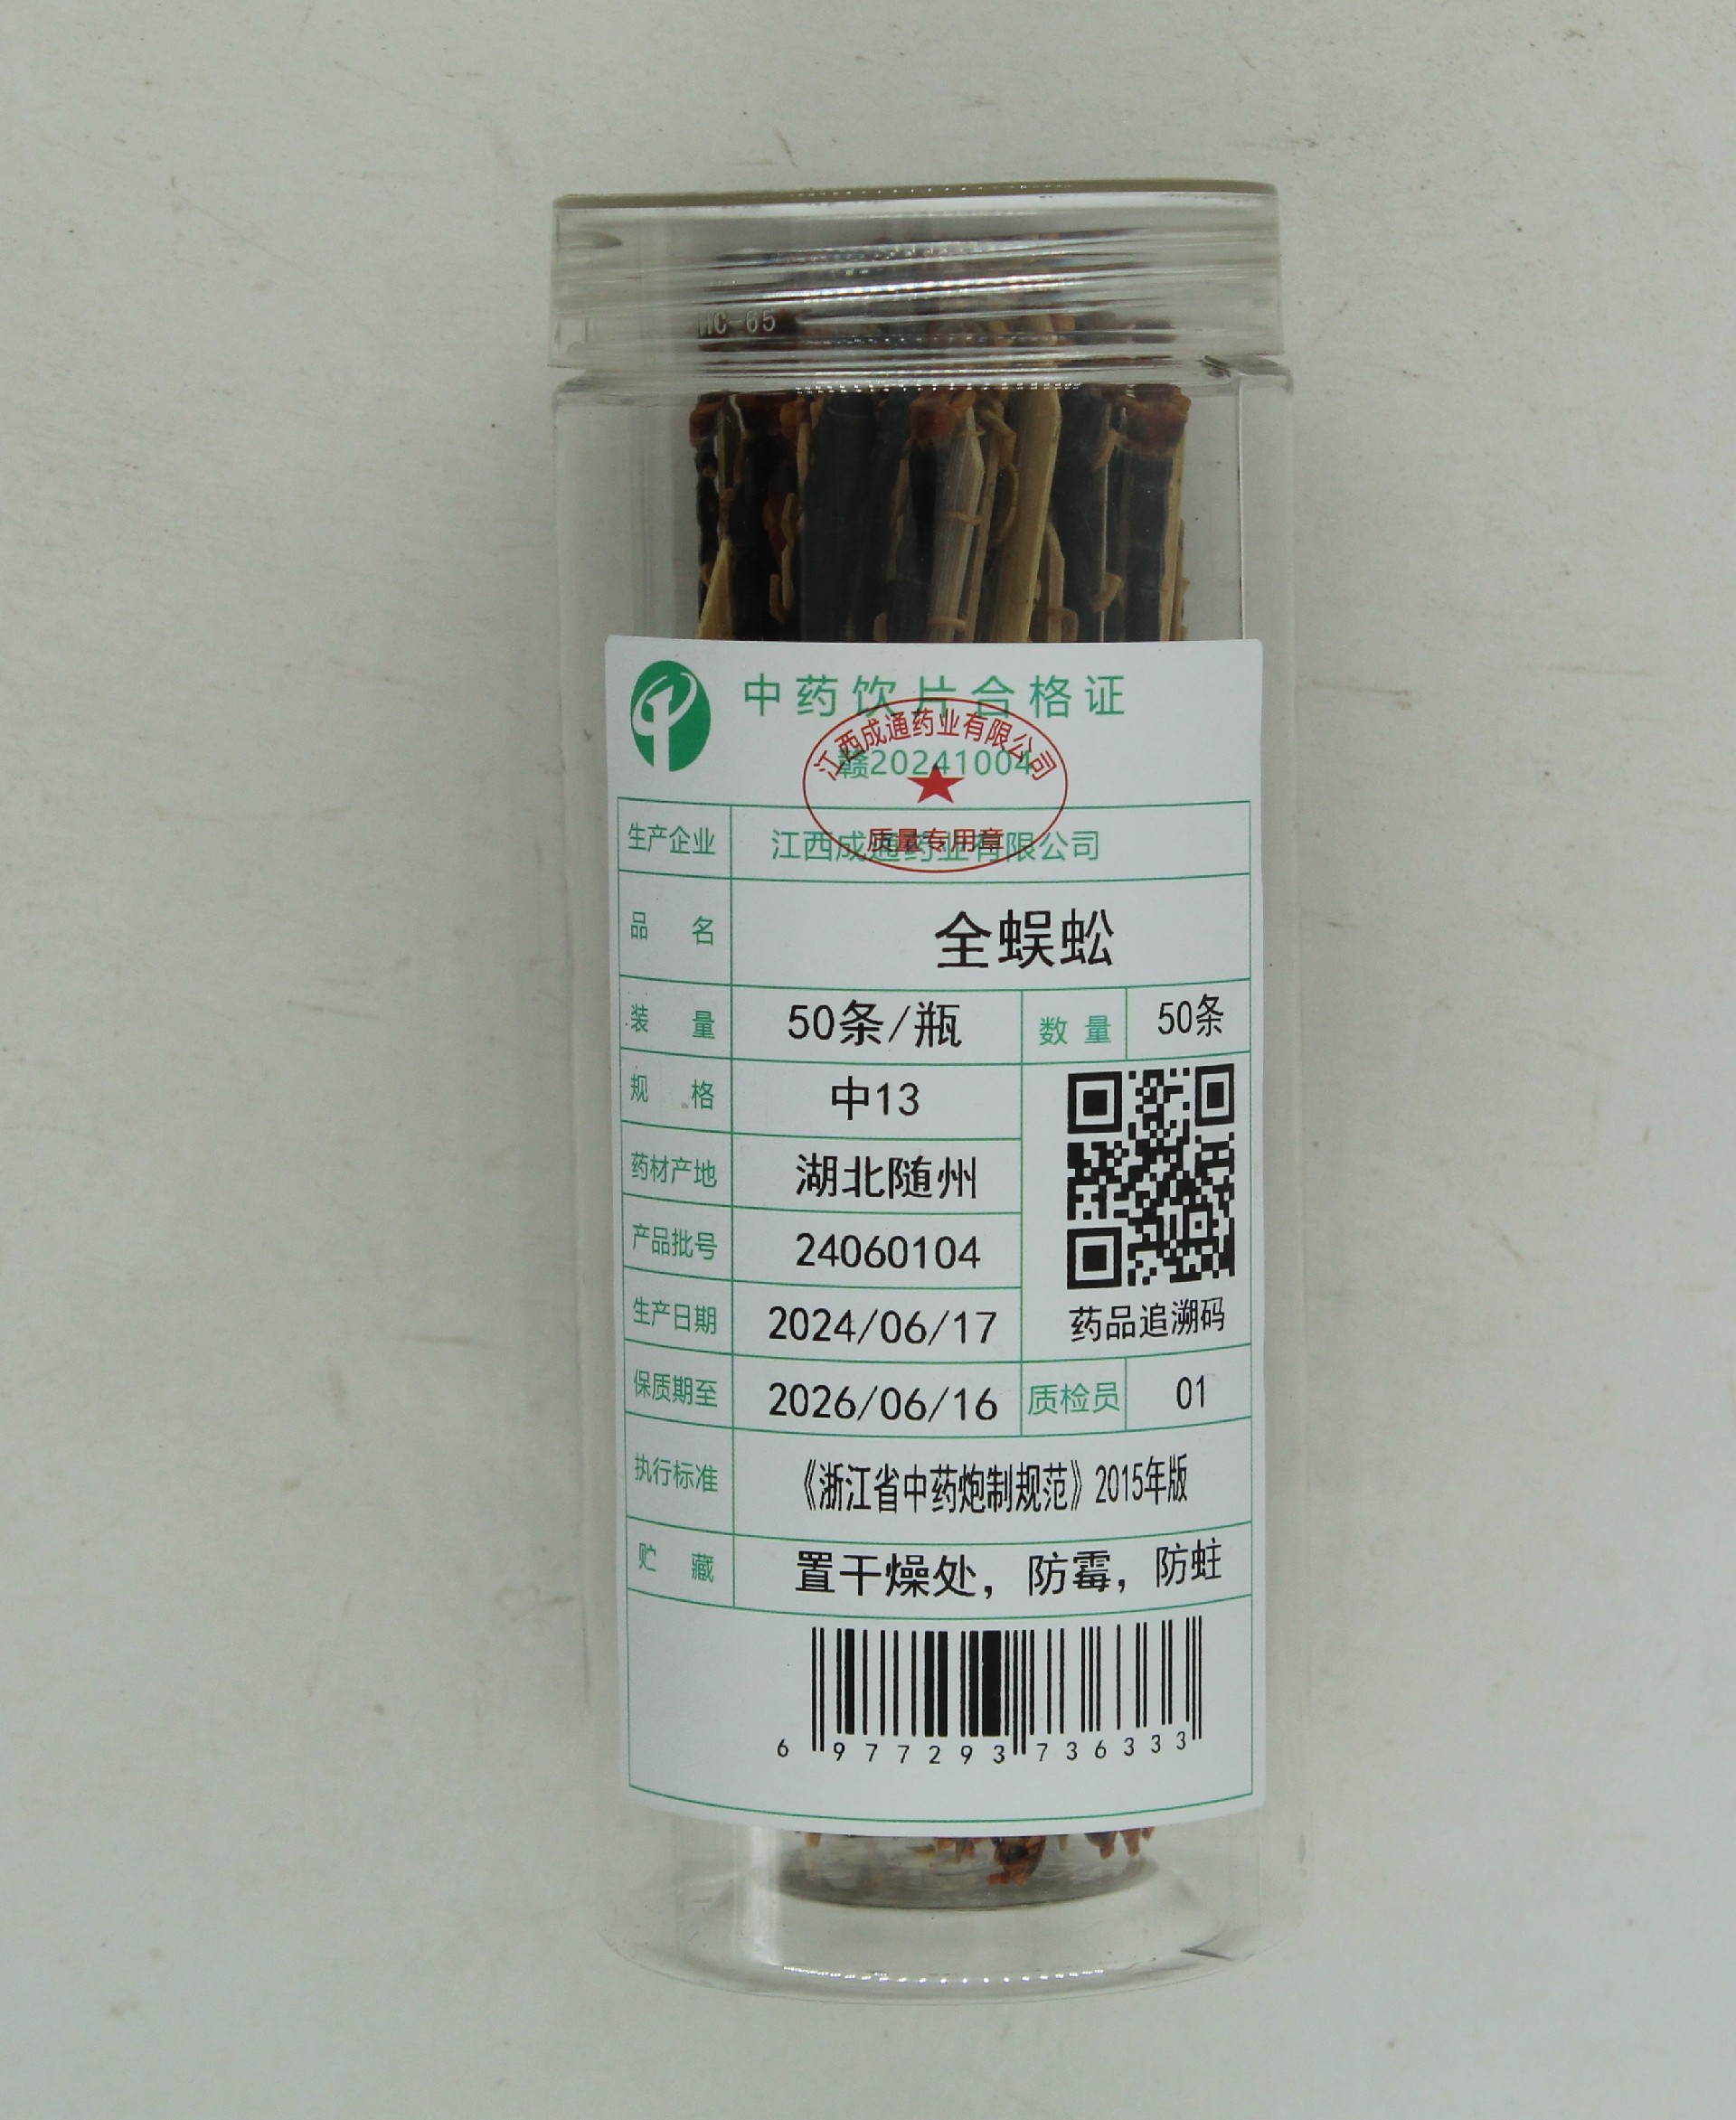 HC-65
中药饮片合格证
赣20241004
江西成通药业有限公司
质量专用章
生产企业 江西成通药业有限公司
品名 全蜈蚣
装量 50条/瓶 数量 50条
规格 中13
药材产地 湖北随州
产品批号 24060104
生产日期 2024/06/17
药品追溯码
保质期至 2026/06/16 质检员 01
执行标准 《浙江省中药炮制规范》2015年版
贮藏 置干燥处，防霉，防蛀
6 977293 736333